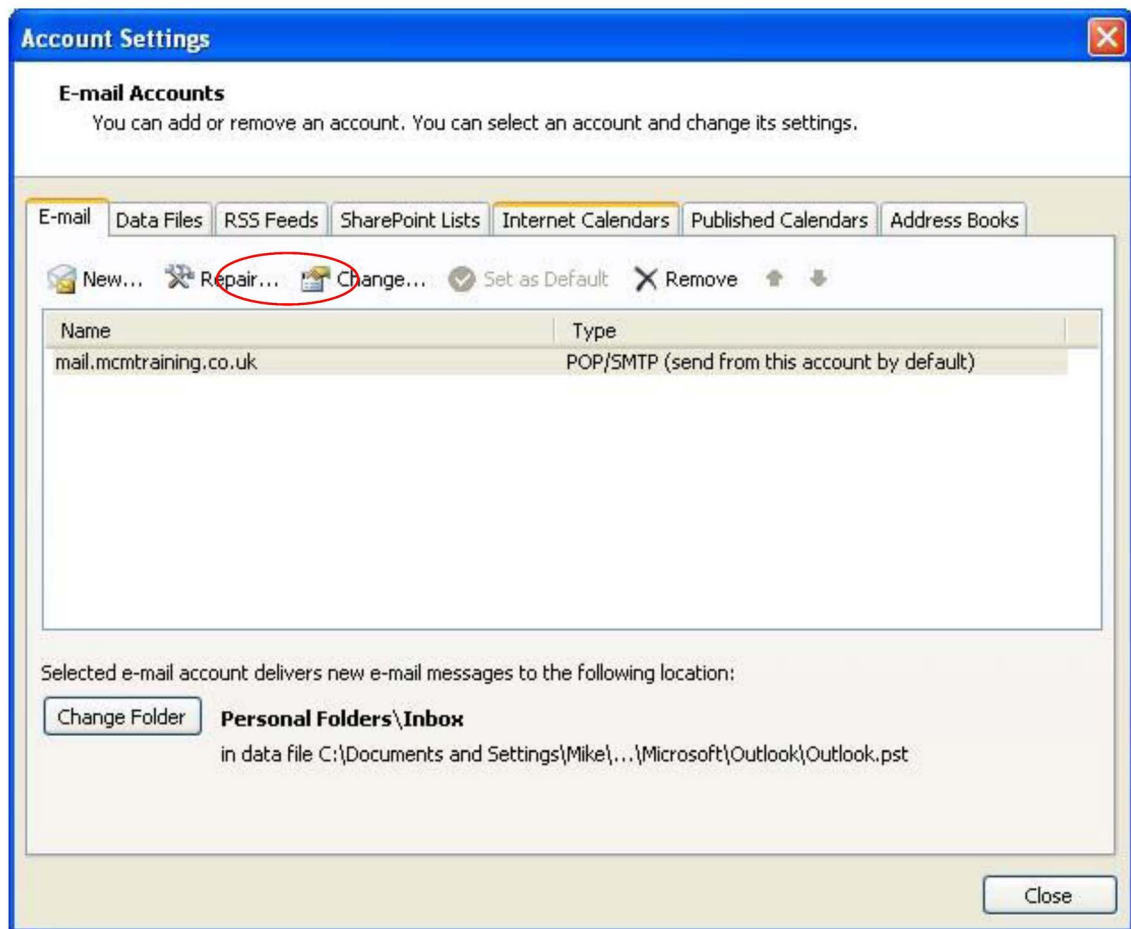 Account Settings
E-mail Accounts
You can add or remove an account. You can select an account and change its settings.
E-mail Data Files RSS Feeds SharePoint Lists Internet Calendars Published Calendars Address Books
New... Repair... Change... Set as Default Remove
Name Type
mail.mcmtraining.co.uk POP/SMTP (send from this account by default)
Selected e-mail account delivers new e-mail messages to the following location:
Change Folder Personal Folders\Inbox
in data file C:\Documents and Settings\Mike\...\Microsoft\Outlook\Outlook.pst
Close